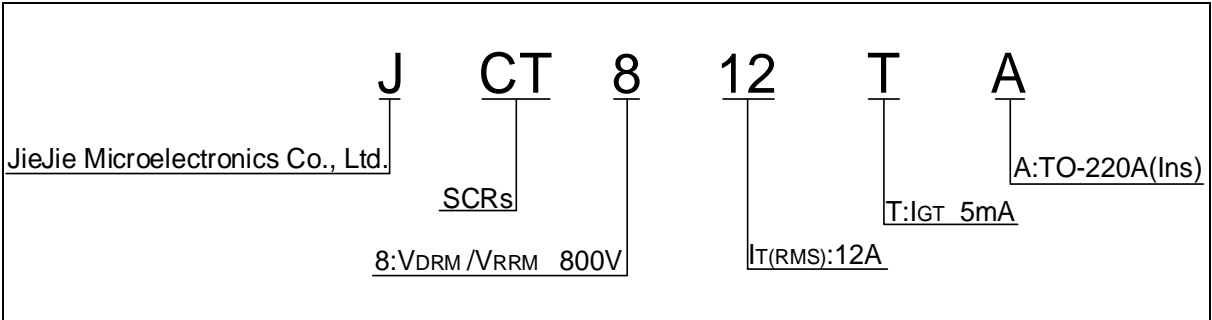 J CT 8 12 T A
JieJie Microelectronics Co., Ltd.
A:TO-220A(Ins)
SCRs
T:IGT 5mA
8:VDRM/VRRM 800V
IT(RMS):12A